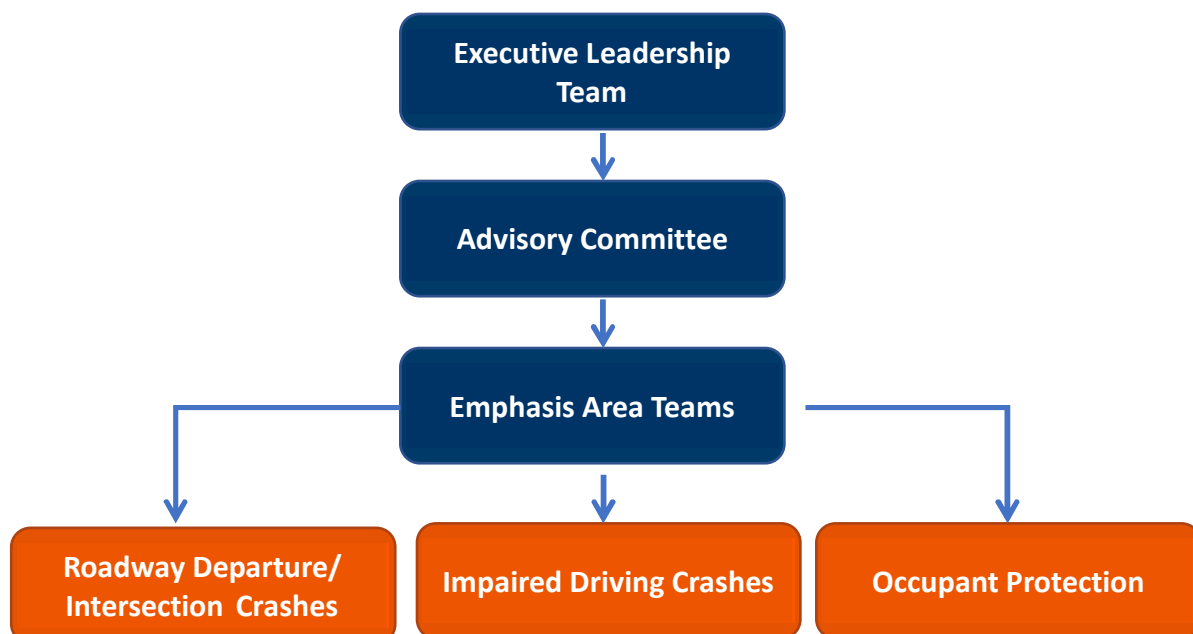 Executive Leadership
Team
Advisory Committee
Emphasis Area Teams
Roadway Departure/
Intersection Crashes
Impaired Driving Crashes
Occupant Protection